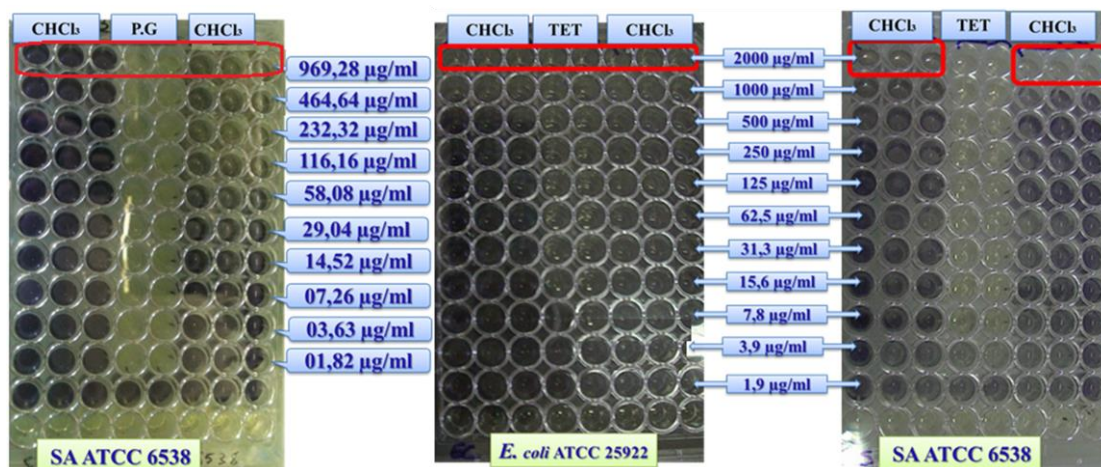 CHCl₃ P.G CHCl₃
969,28 µg/ml
464,64 µg/ml
232,32 µg/ml
116,16 µg/ml
58,08 µg/ml
29,04 µg/ml
14,52 µg/ml
07,26 µg/ml
03,63 µg/ml
01,82 µg/ml
SA ATCC 6538
CHCl₃ TET CHCl₃
2000 µg/ml
1000 µg/ml
500 µg/ml
250 µg/ml
125 µg/ml
62,5 µg/ml
31,3 µg/ml
15,6 µg/ml
7,8 µg/ml
3,9 µg/ml
1,9 µg/ml
E. coli ATCC 25922
CHCl₃ TET CHCl₃
SA ATCC 6538